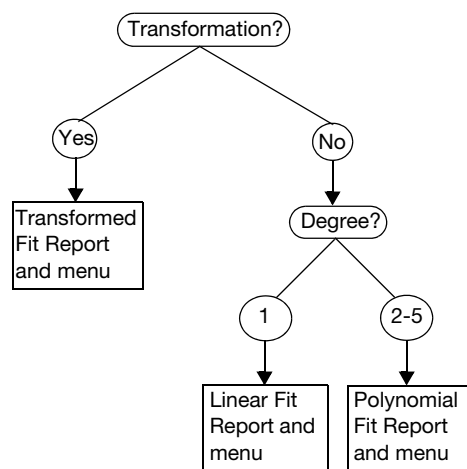 Transformation?
Yes
No
Transformed
Fit Report
and menu
Degree?
1
2-5
Linear Fit
Report and
menu
Polynomial
Fit Report
and menu